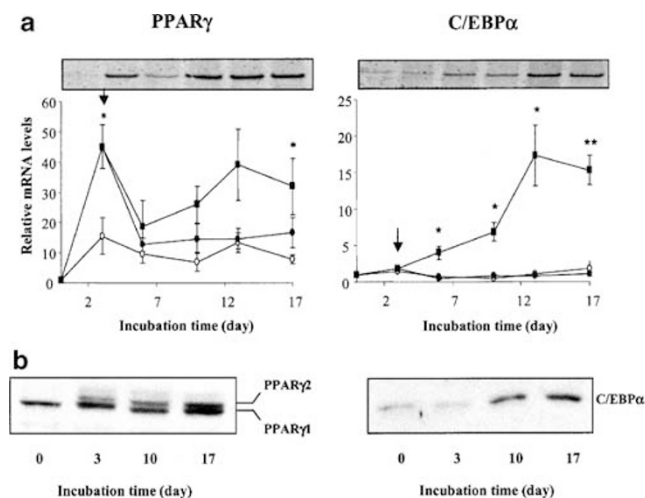 a
PPARγ C/EBPα
Relative mRNA levels
60
50
40
30
20
10
0
* *
2 7 12 17
Incubation time (day)
25
20
15
10
5
0
* * * **
2 7 12 17
Incubation time (day)
b
PPARγ2
PPARγ1
0 3 10 17
Incubation time (day)
C/EBPα
0 3 10 17
Incubation time (day)